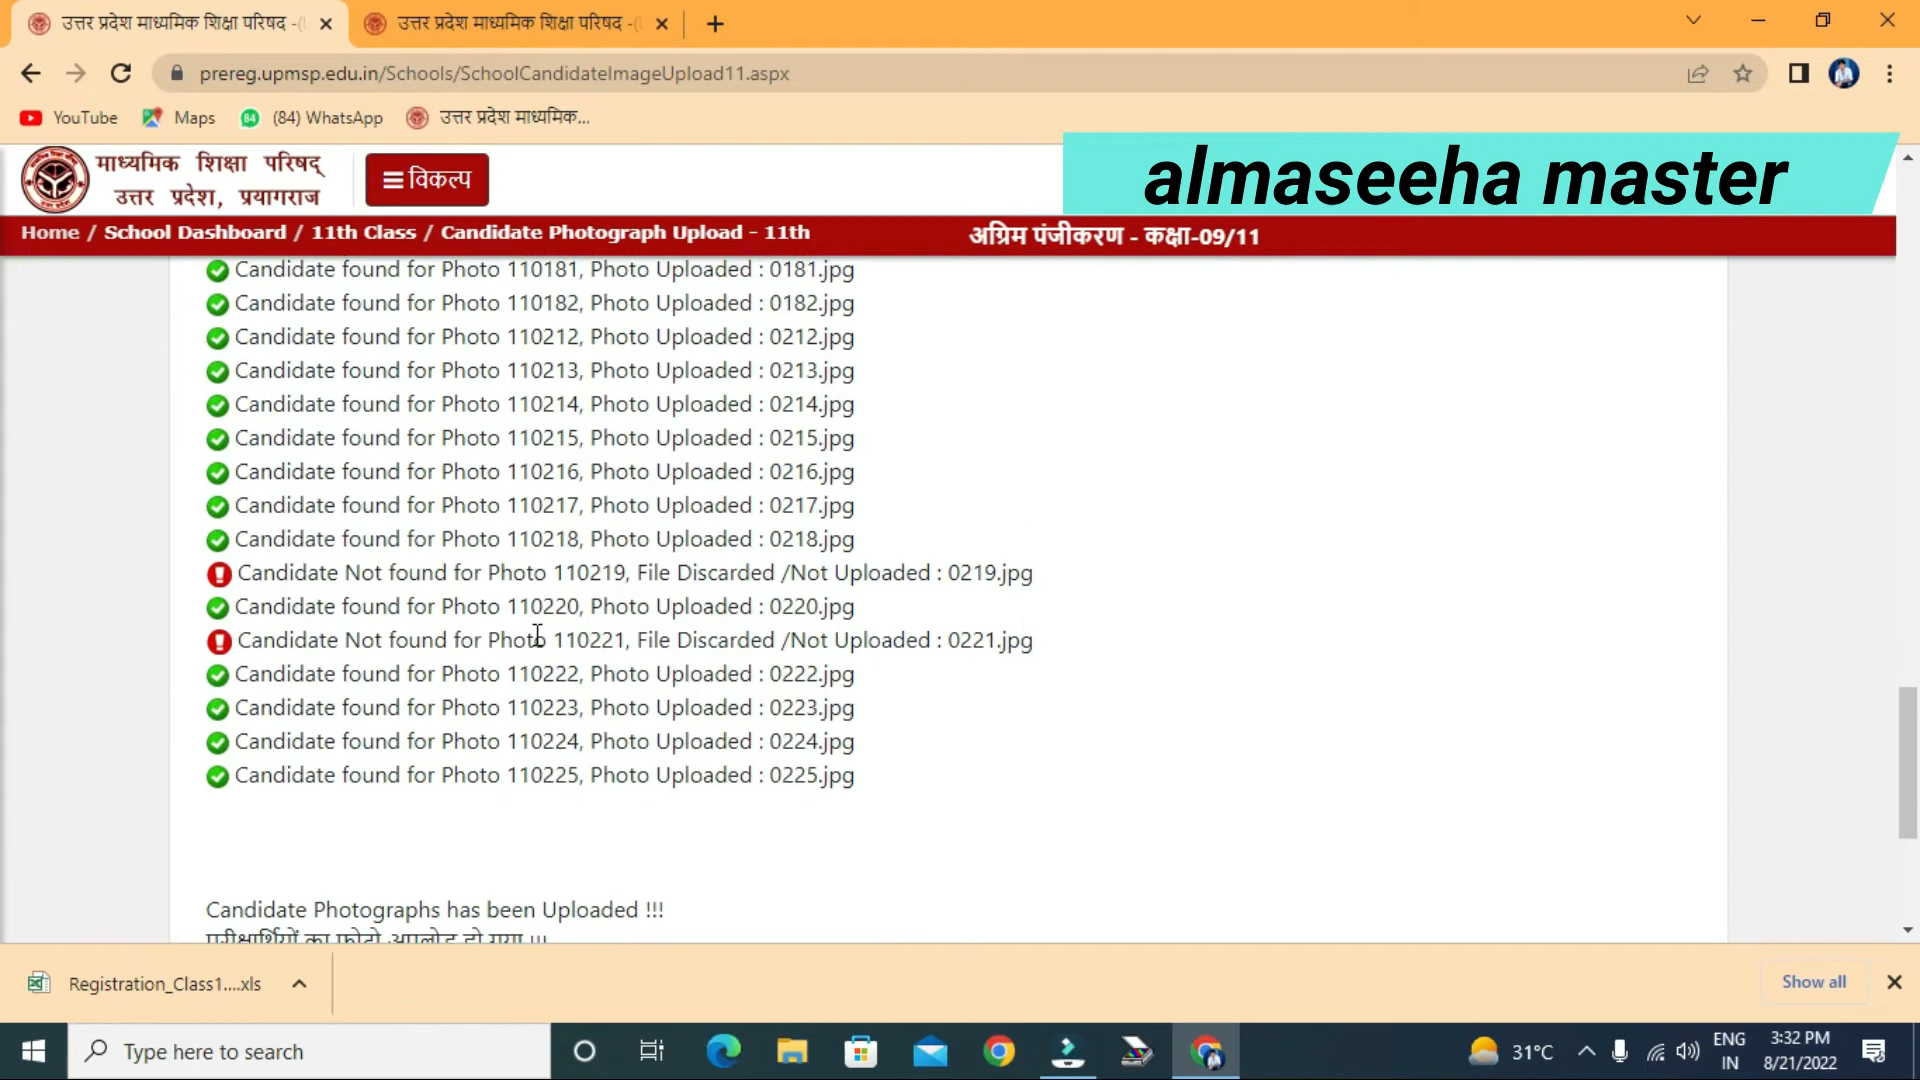 उत्तर प्रदेश माध्यमिक शिक्षा परिषद -(
उत्तर प्रदेश माध्यमिक शिक्षा परिषद -(
prereg.upmsp.edu.in/Schools/SchoolCandidateImageUpload11.aspx
YouTube
Maps
84
(84) WhatsApp
उत्तर प्रदेश माध्यमिक...
माध्यमिक शिक्षा परिषद्
उत्तर प्रदेश, प्रयागराज
विकल्प
almaseeha master
Home / School Dashboard / 11th Class / Candidate Photograph Upload - 11th
अग्रिम पंजीकरण - कक्षा-09/11
Candidate found for Photo 110181, Photo Uploaded : 0181.jpg
Candidate found for Photo 110182, Photo Uploaded : 0182.jpg
Candidate found for Photo 110212, Photo Uploaded : 0212.jpg
Candidate found for Photo 110213, Photo Uploaded : 0213.jpg
Candidate found for Photo 110214, Photo Uploaded : 0214.jpg
Candidate found for Photo 110215, Photo Uploaded : 0215.jpg
Candidate found for Photo 110216, Photo Uploaded : 0216.jpg
Candidate found for Photo 110217, Photo Uploaded : 0217.jpg
Candidate found for Photo 110218, Photo Uploaded : 0218.jpg
Candidate Not found for Photo 110219, File Discarded /Not Uploaded : 0219.jpg
Candidate found for Photo 110220, Photo Uploaded : 0220.jpg
Candidate Not found for Photo 110221, File Discarded /Not Uploaded : 0221.jpg
Candidate found for Photo 110222, Photo Uploaded : 0222.jpg
Candidate found for Photo 110223, Photo Uploaded : 0223.jpg
Candidate found for Photo 110224, Photo Uploaded : 0224.jpg
Candidate found for Photo 110225, Photo Uploaded : 0225.jpg
Candidate Photographs has been Uploaded !!!
परीक्षार्थियों का फोटो अपलोड हो गया !!!
Registration_Class1....xls
Show all
Type here to search
31°C
ENG
IN
3:32 PM
8/21/2022